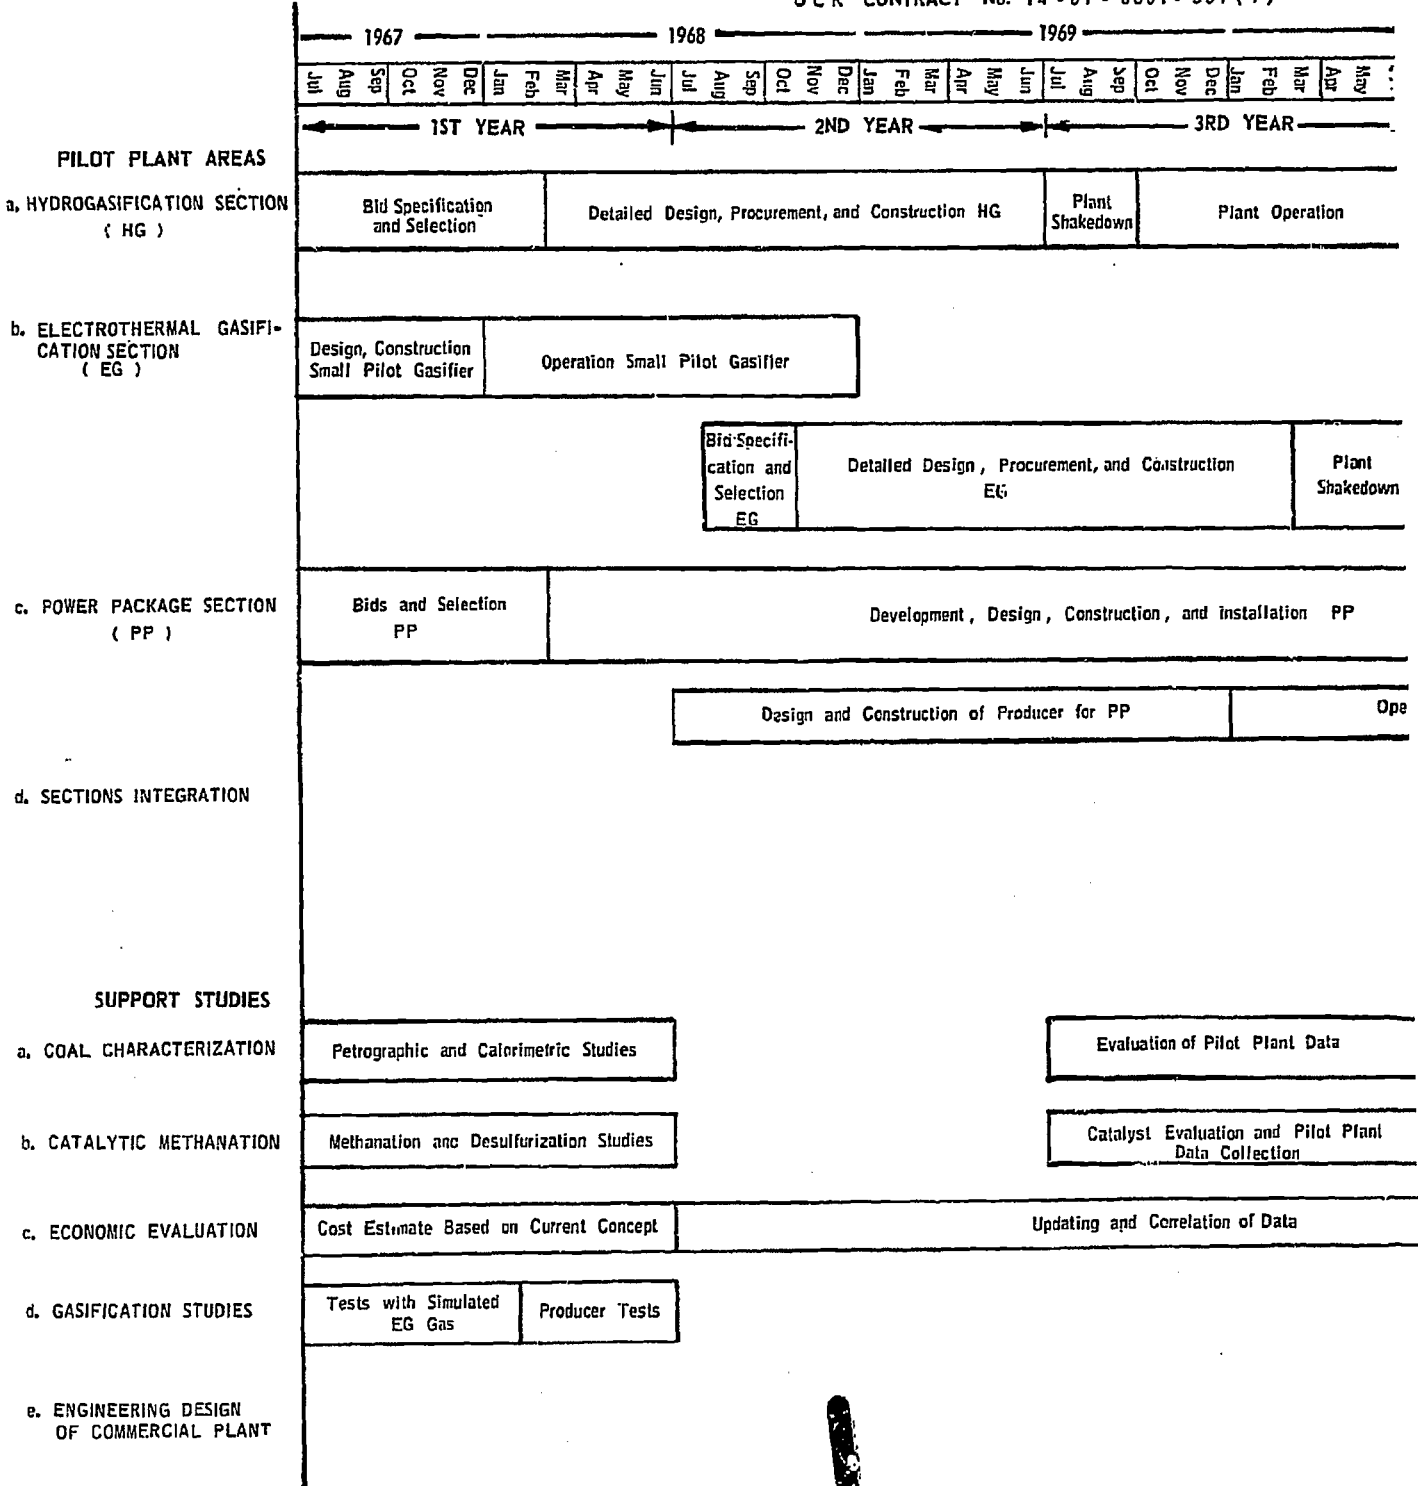 1967 1968 1969
Jul Aug Sep Oct Nov Dec Jan Feb Mar Apr May Jun Jul Aug Sep Oct Nov Dec Jan Feb Mar Apr May Jun Jul Aug Sep Oct Nov Dec Jan Feb Mar Apr May
1ST YEAR 2ND YEAR 3RD YEAR
PILOT PLANT AREAS
a. HYDROGASIFICATION SECTION
( HG )
Bid Specification
and Selection
Detailed Design, Procurement, and Construction HG
Plant
Shakedown
Plant Operation
b. ELECTROTHERMAL GASIFI-
CATION SECTION
( EG )
Design, Construction
Small Pilot Gasifier
Operation Small Pilot Gasifier
Bid Specifi-
cation and
Selection
EG
Detailed Design, Procurement, and Construction
EG
Plant
Shakedown
c. POWER PACKAGE SECTION
( PP )
Bids and Selection
PP
Development, Design, Construction, and Installation PP
Design and Construction of Producer for PP
Ope
d. SECTIONS INTEGRATION
SUPPORT STUDIES
a. COAL CHARACTERIZATION
Petrographic and Calorimetric Studies
Evaluation of Pilot Plant Data
b. CATALYTIC METHANATION
Methanation and Desulfurization Studies
Catalyst Evaluation and Pilot Plant
Data Collection
c. ECONOMIC EVALUATION
Cost Estimate Based on Current Concept
Updating and Correlation of Data
d. GASIFICATION STUDIES
Tests with Simulated
EG Gas
Producer Tests
e. ENGINEERING DESIGN
OF COMMERCIAL PLANT